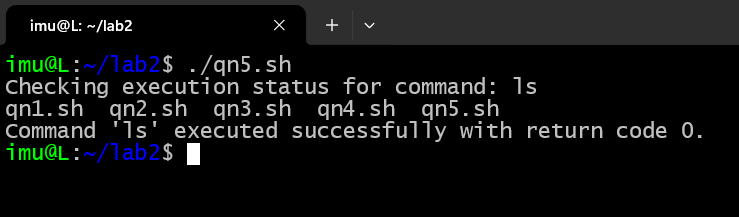 imu@L: ~/lab2
imu@L:~/lab2$ ./qn5.sh
Checking execution status for command: ls
qn1.sh  qn2.sh  qn3.sh  qn4.sh  qn5.sh
Command 'ls' executed successfully with return code 0.
imu@L:~/lab2$